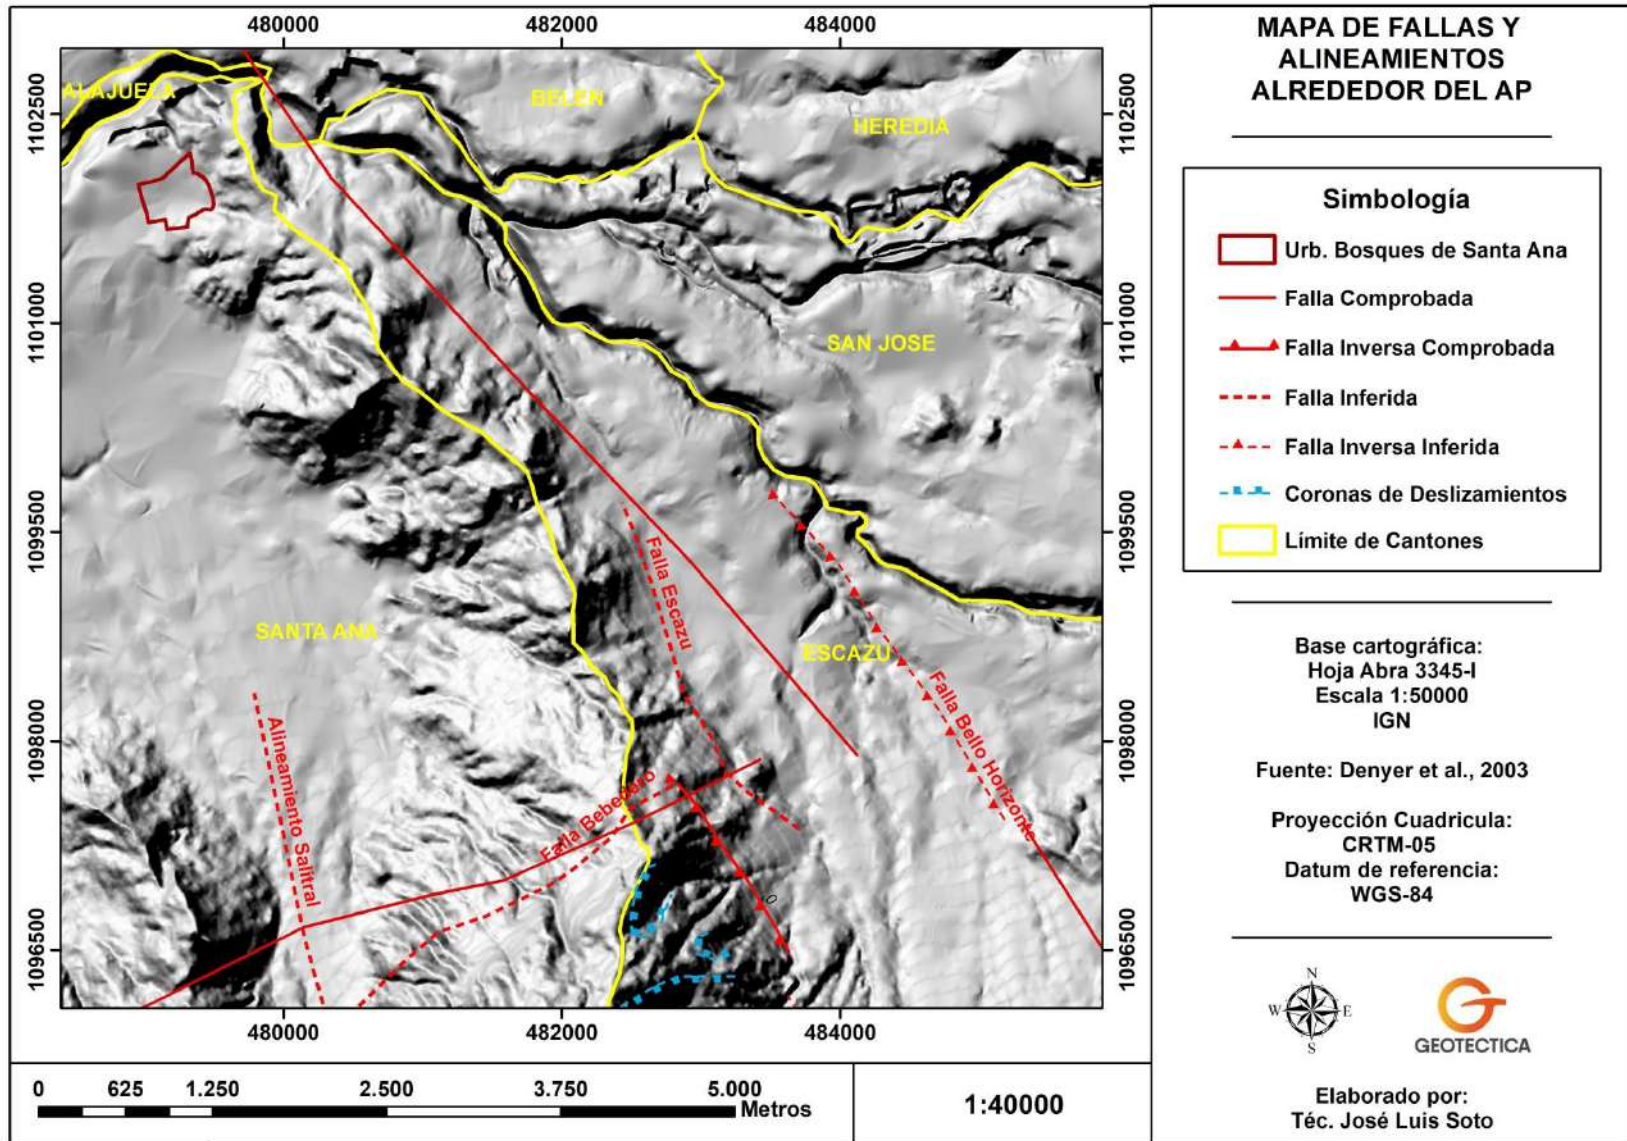 480000
482000
484000
1102500
1101000
1099500
1098000
1096500
1102500
1101000
1099500
1098000
1096500
480000
482000
484000
ALAJUELA
BELEN
HEREDIA
SAN JOSE
SANTA ANA
ESCAZU
Falla Escazu
Falla Bello Horizonte
Falla Bebedero
Alineamiento Salitral
0
625
1.250
2.500
3.750
5.000
Metros
1:40000
MAPA DE FALLAS Y
ALINEAMIENTOS
ALREDEDOR DEL AP
Simbología
Urb. Bosques de Santa Ana
Falla Comprobada
Falla Inversa Comprobada
Falla Inferida
Falla Inversa Inferida
Coronas de Deslizamientos
Límite de Cantones
Base cartográfica:
Hoja Abra 3345-I
Escala 1:50000
IGN
Fuente: Denyer et al., 2003
Proyección Cuadricula:
CRTM-05
Datum de referencia:
WGS-84
N
W
E
S
GEOTECTICA
Elaborado por:
Téc. José Luis Soto